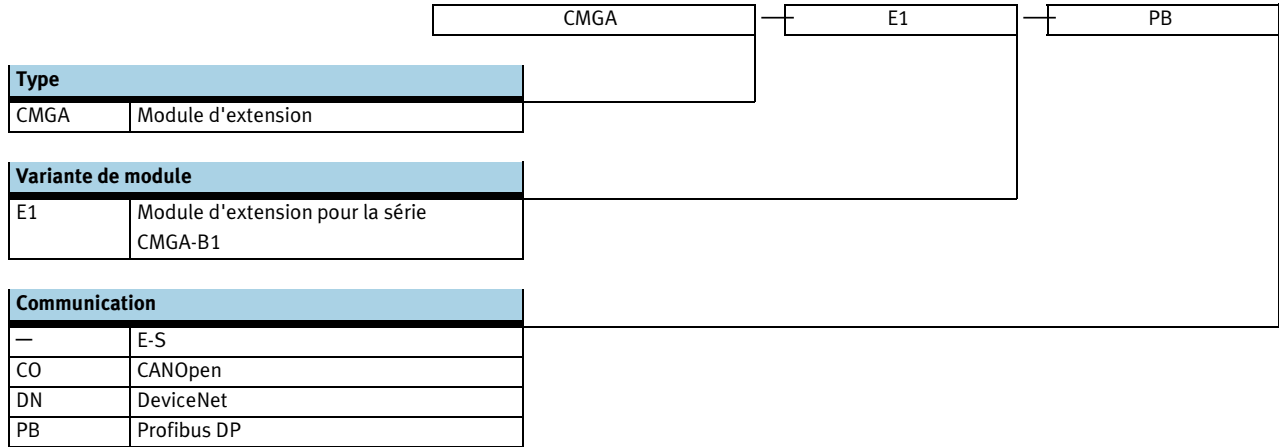 CMGA — E1 — PB
Type
CMGA Module d'extension
Variante de module
E1 Module d'extension pour la série
CMGA-B1
Communication
— E-S
CO CANOpen
DN DeviceNet
PB Profibus DP